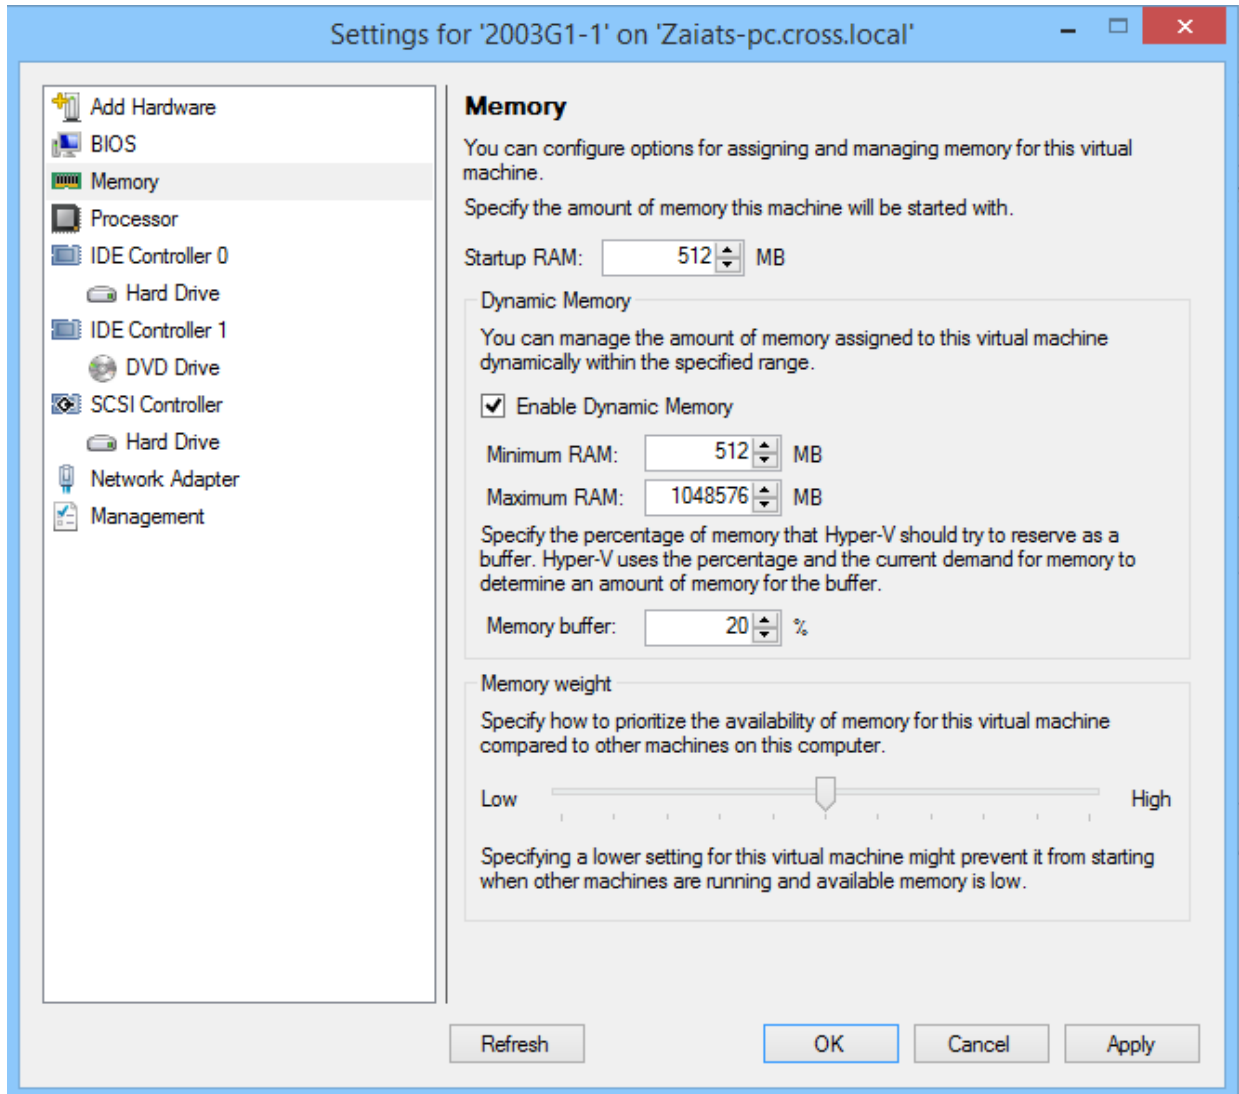 Settings for '2003G1-1' on 'Zaiats-pc.cross.local'
Add Hardware
BIOS
Memory
Processor
IDE Controller 0
Hard Drive
IDE Controller 1
DVD Drive
SCSI Controller
Hard Drive
Network Adapter
Management
Memory
You can configure options for assigning and managing memory for this virtual
machine.
Specify the amount of memory this machine will be started with.
Startup RAM: 512 MB
Dynamic Memory
You can manage the amount of memory assigned to this virtual machine
dynamically within the specified range.
Enable Dynamic Memory
Minimum RAM: 512 MB
Maximum RAM: 1048576 MB
Specify the percentage of memory that Hyper-V should try to reserve as a
buffer. Hyper-V uses the percentage and the current demand for memory to
determine an amount of memory for the buffer.
Memory buffer: 20 %
Memory weight
Specify how to prioritize the availability of memory for this virtual machine
compared to other machines on this computer.
Low High
Specifying a lower setting for this virtual machine might prevent it from starting
when other machines are running and available memory is low.
Refresh OK Cancel Apply